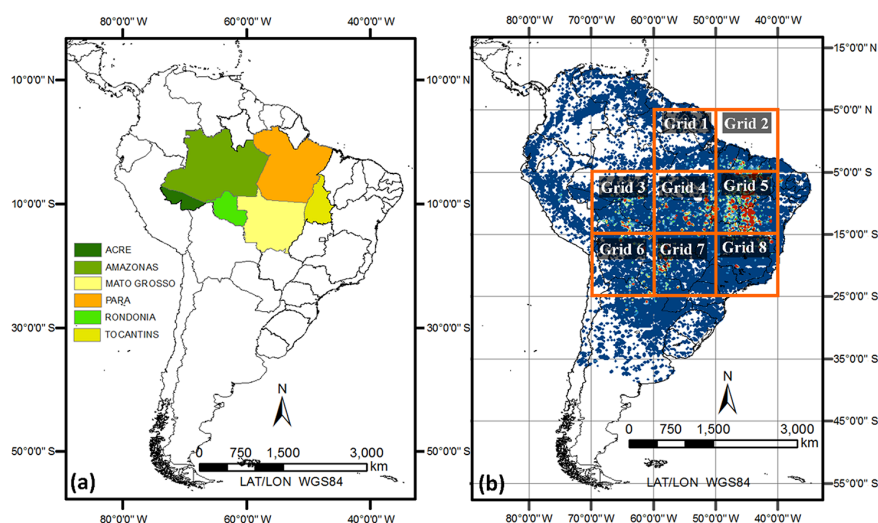 80°0'0" W 60°0'0" W 40°0'0" W
10°0'0" N
10°0'0" S
30°0'0" S
50°0'0" S
ACRE
AMAZONAS
MATO GROSSO
PARA
RONDONIA
TOCANTINS
N
0 750 1,500 3,000
km
LAT/LON WGS84
(a)
80°0'0" W 60°0'0" W 40°0'0" W
80°0'0" W 70°0'0" W 60°0'0" W 50°0'0" W 40°0'0" W
15°0'0" N
10°0'0" N
5°0'0" N
5°0'0" S
10°0'0" S
15°0'0" S
25°0'0" S
30°0'0" S
35°0'0" S
45°0'0" S
50°0'0" S
55°0'0" S
Grid 1 Grid 2
Grid 3 Grid 4 Grid 5
Grid 6 Grid 7 Grid 8
N
0 750 1,500 3,000
km
LAT/LON WGS84
(b)
80°0'0" W 70°0'0" W 60°0'0" W 50°0'0" W 40°0'0" W